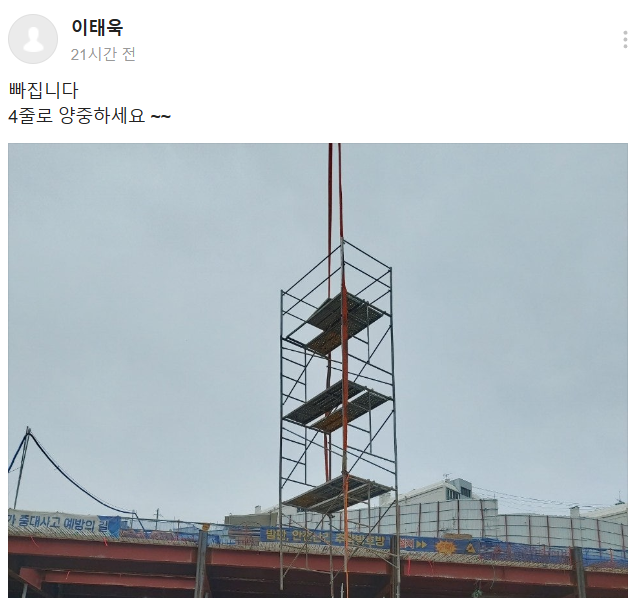 이태욱
21시간 전
빠집니다
4줄로 양중하세요 ~~
가 중대사고 예방의 길